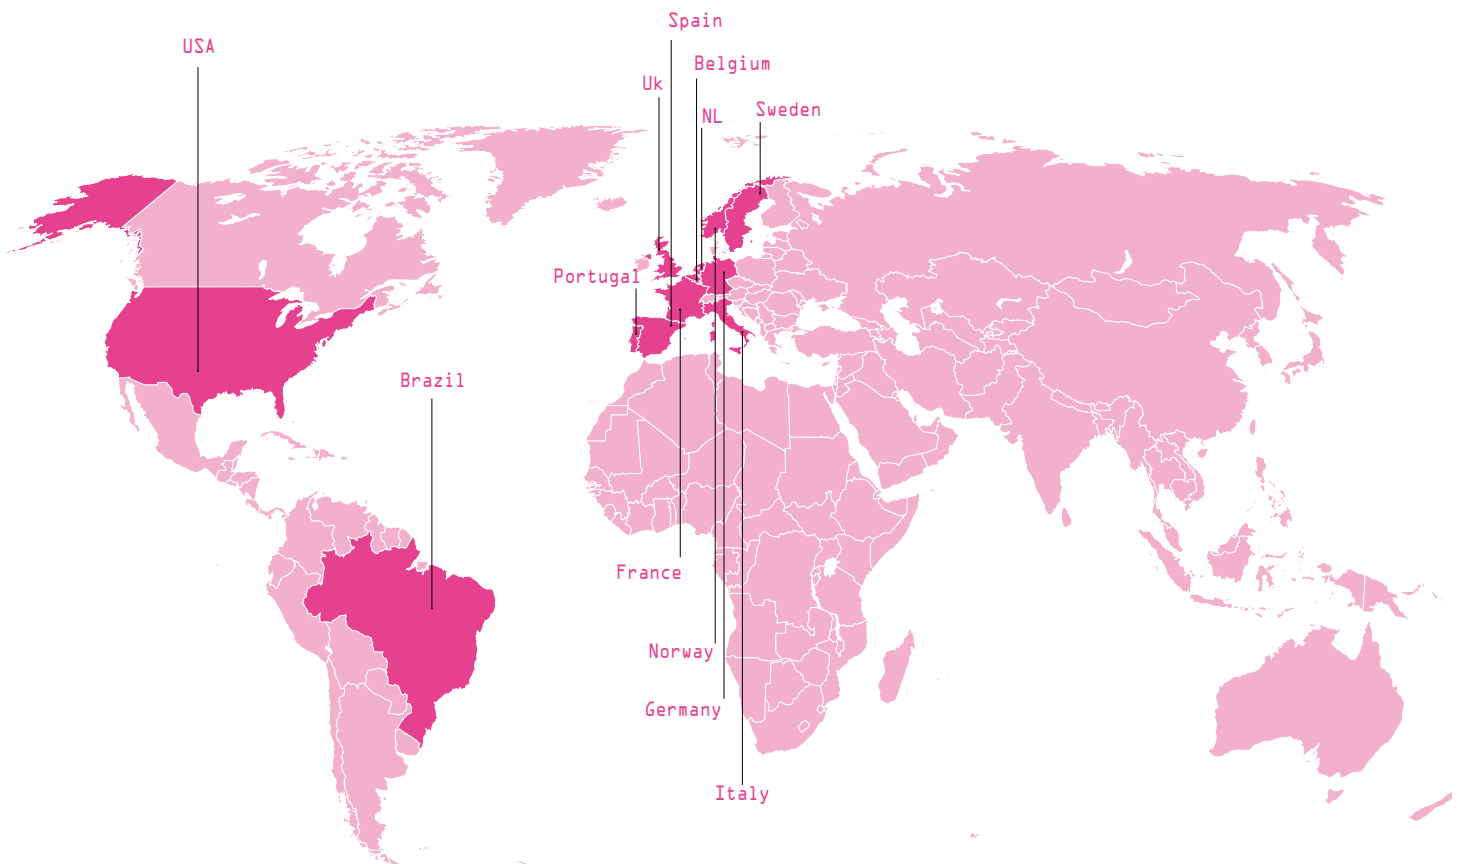 Spain
USA
Belgium
Uk
Sweden
NL
Portugal
Brazil
France
Norway
Germany
Italy